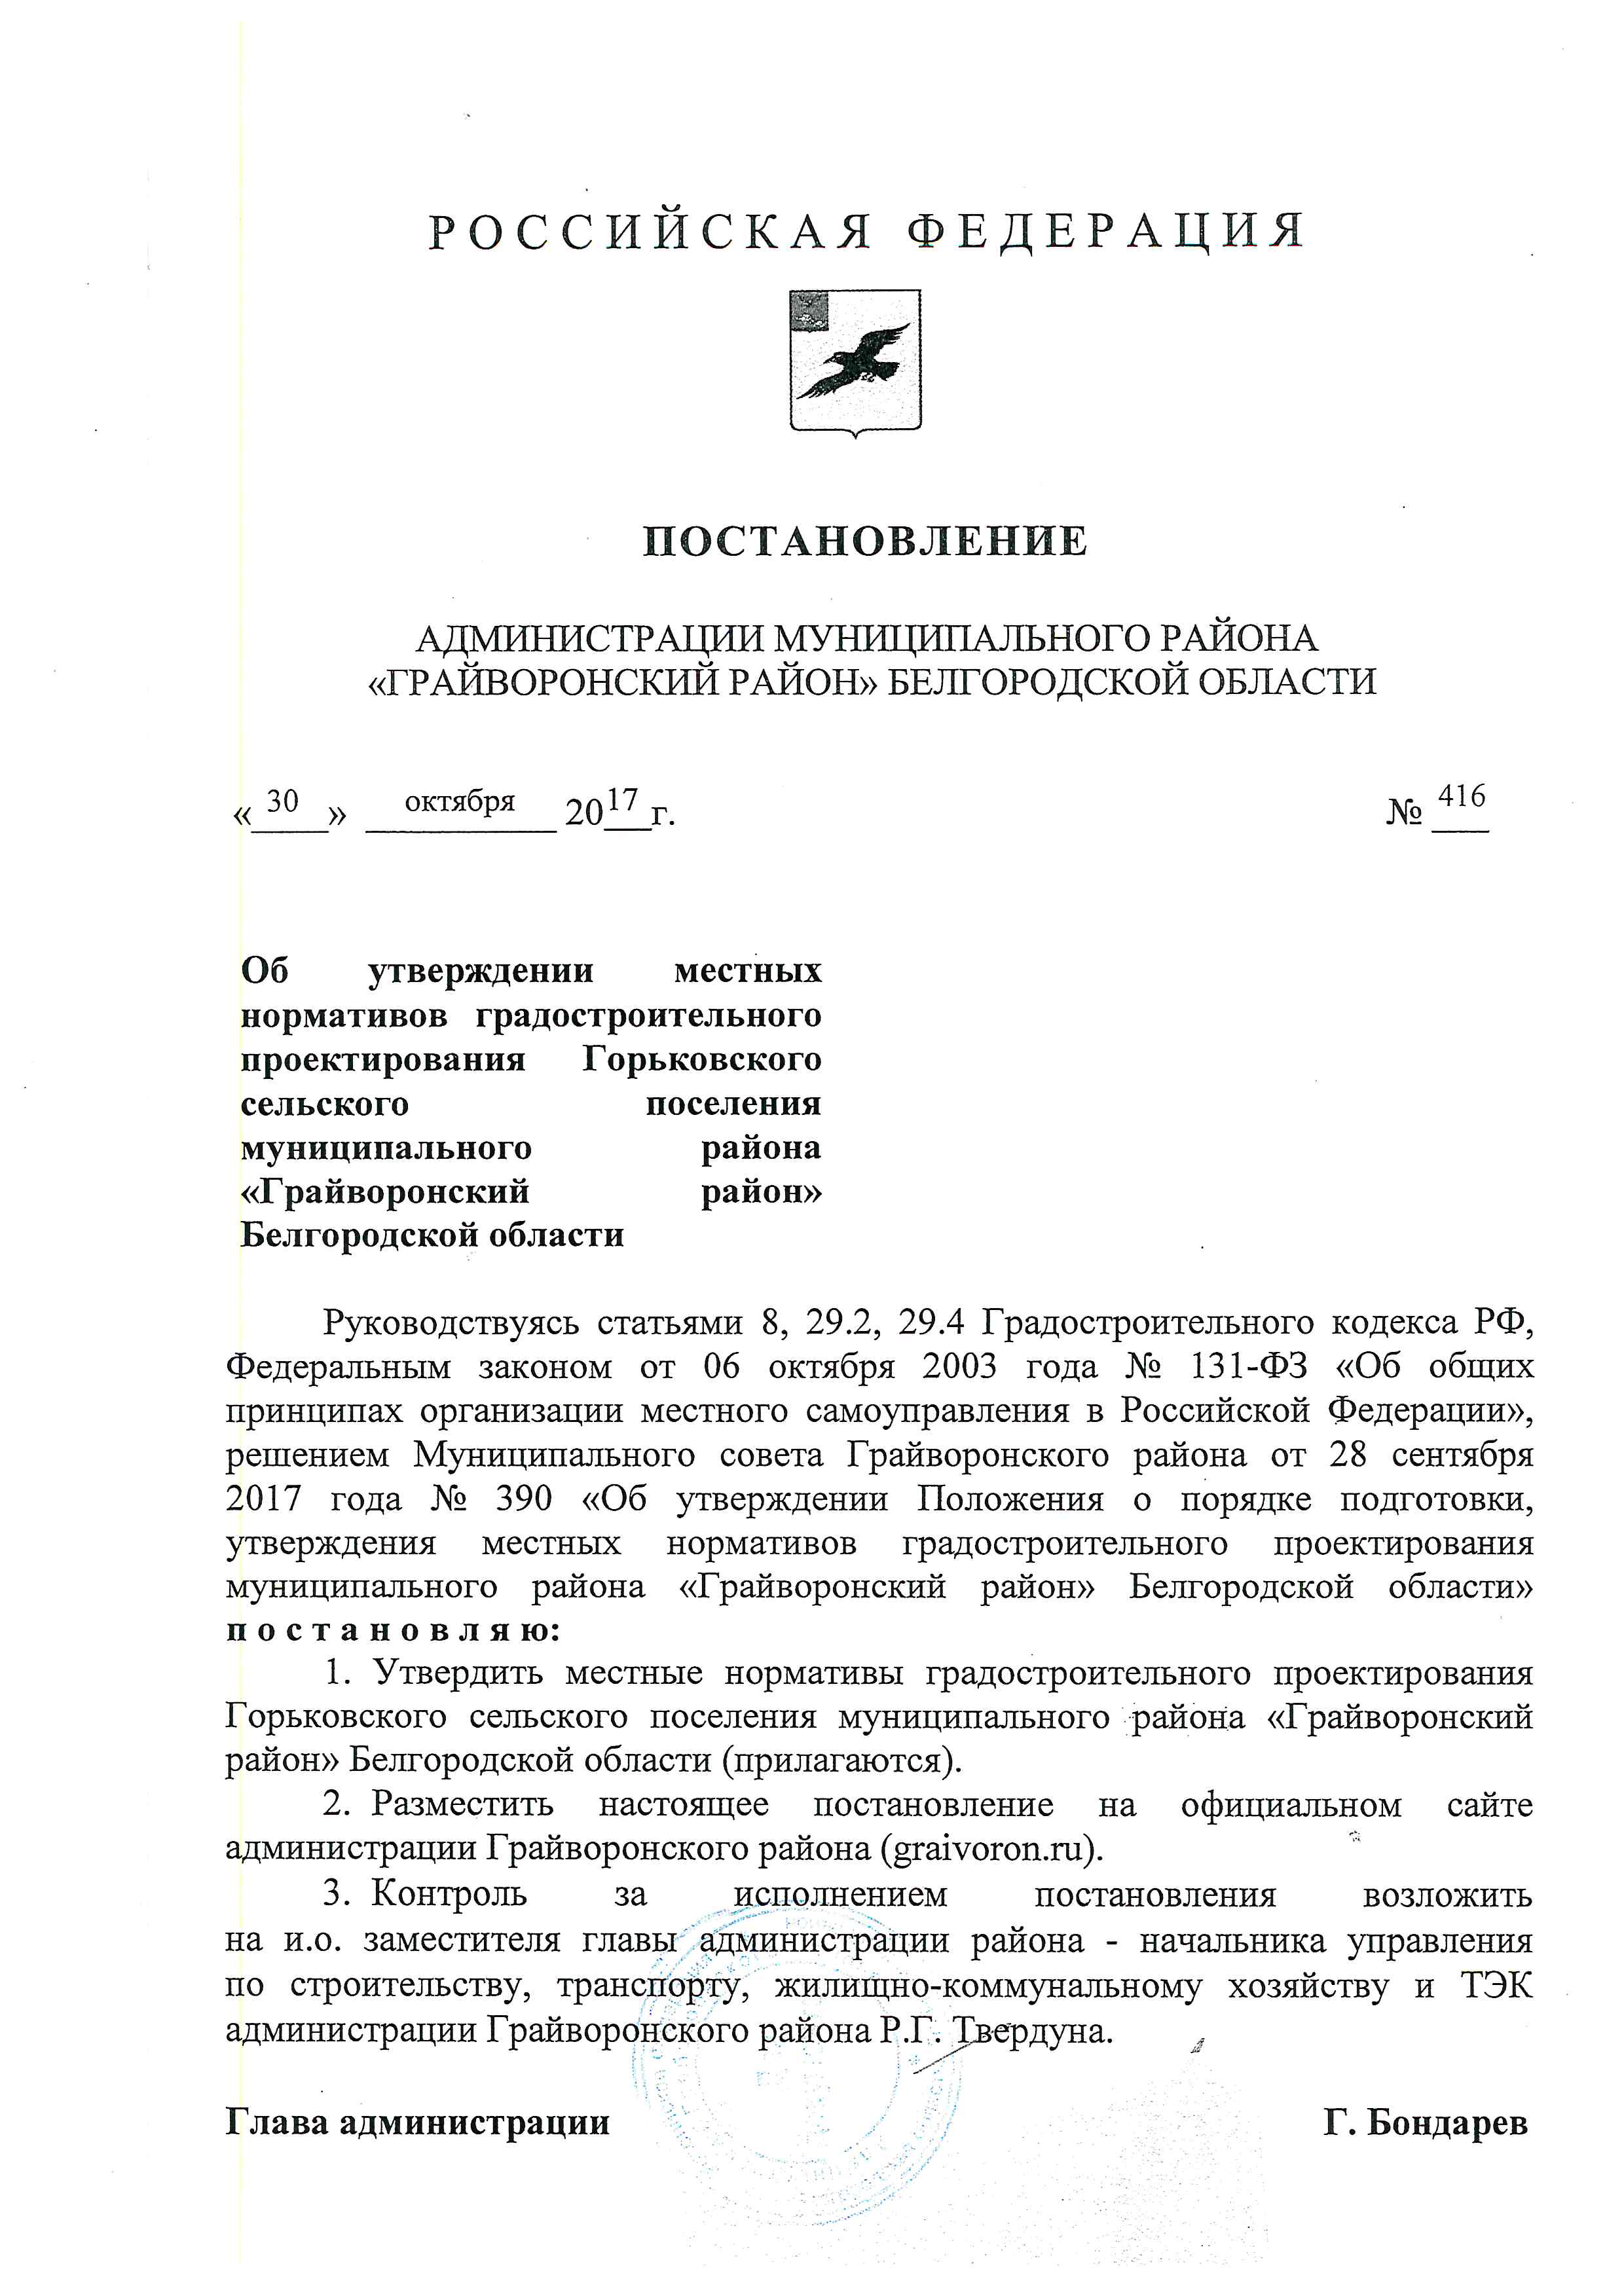 РОССИЙСКАЯ ФЕДЕРАЦИЯ
ПОСТАНОВЛЕНИЕ
АДМИНИСТРАЦИИ МУНИЦИПАЛЬНОГО РАЙОНА
«ГРАЙВОРОНСКИЙ РАЙОН» БЕЛГОРОДСКОЙ ОБЛАСТИ
«30» октября 2017г. № 416
Об утверждении местных
нормативов градостроительного
проектирования Горьковского
сельского поселения
муниципального района
«Грайворонский район»
Белгородской области
Руководствуясь статьями 8, 29.2, 29.4 Градостроительного кодекса РФ,
Федеральным законом от 06 октября 2003 года № 131-ФЗ «Об общих
принципах организации местного самоуправления в Российской Федерации»,
решением Муниципального совета Грайворонского района от 28 сентября
2017 года № 390 «Об утверждении Положения о порядке подготовки,
утверждения местных нормативов градостроительного проектирования
муниципального района «Грайворонский район» Белгородской области»
п о с т а н о в л я ю:
1. Утвердить местные нормативы градостроительного проектирования
Горьковского сельского поселения муниципального района «Грайворонский
район» Белгородской области (прилагаются).
2. Разместить настоящее постановление на официальном сайте
администрации Грайворонского района (graivoron.ru).
3. Контроль за исполнением постановления возложить
на и.о. заместителя главы администрации района - начальника управления
по строительству, транспорту, жилищно-коммунальному хозяйству и ТЭК
администрации Грайворонского района Р.Г. Твердуна.
Глава администрации Г. Бондарев